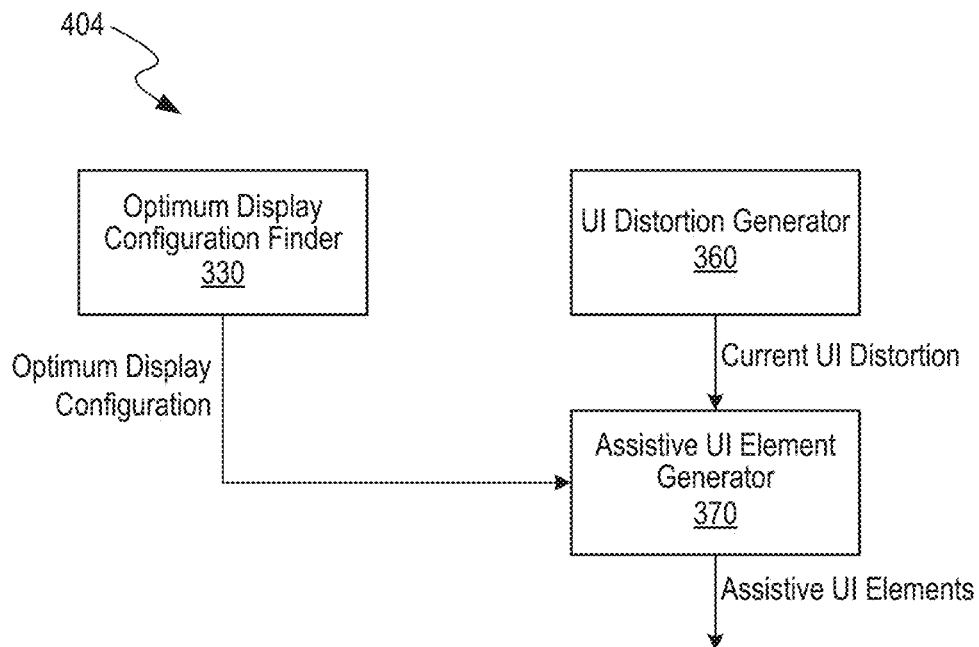 404
Optimum Display
Configuration Finder
330
UI Distortion Generator
360
Optimum Display
Configuration
Current UI Distortion
Assistive UI Element
Generator
370
Assistive UI Elements